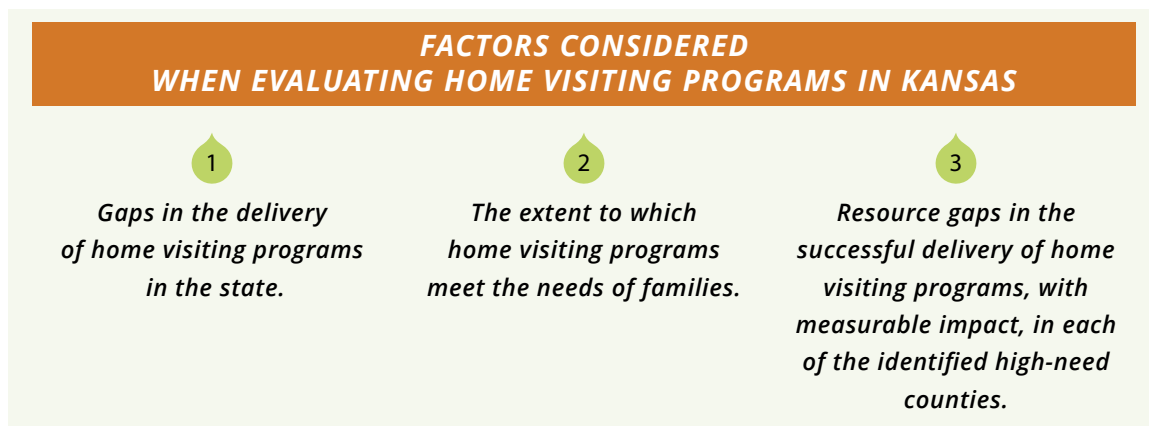 FACTORS CONSIDERED
WHEN EVALUATING HOME VISITING PROGRAMS IN KANSAS
1
Gaps in the delivery
of home visiting programs
in the state.
2
The extent to which
home visiting programs
meet the needs of families.
3
Resource gaps in the
successful delivery of home
visiting programs, with
measurable impact, in each
of the identified high-need
counties.